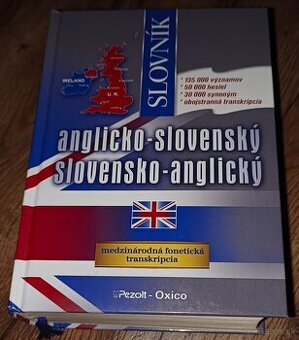 SLOVNÍK
* 135 000 významov
* 50 000 hesiel
* 30 000 synoným
* obojstranná transkripcia
IRELAND
U.K.
anglicko-slovenský
slovensko-anglický
medzinárodná fonetická
transkripcia
Pezolt - Oxico